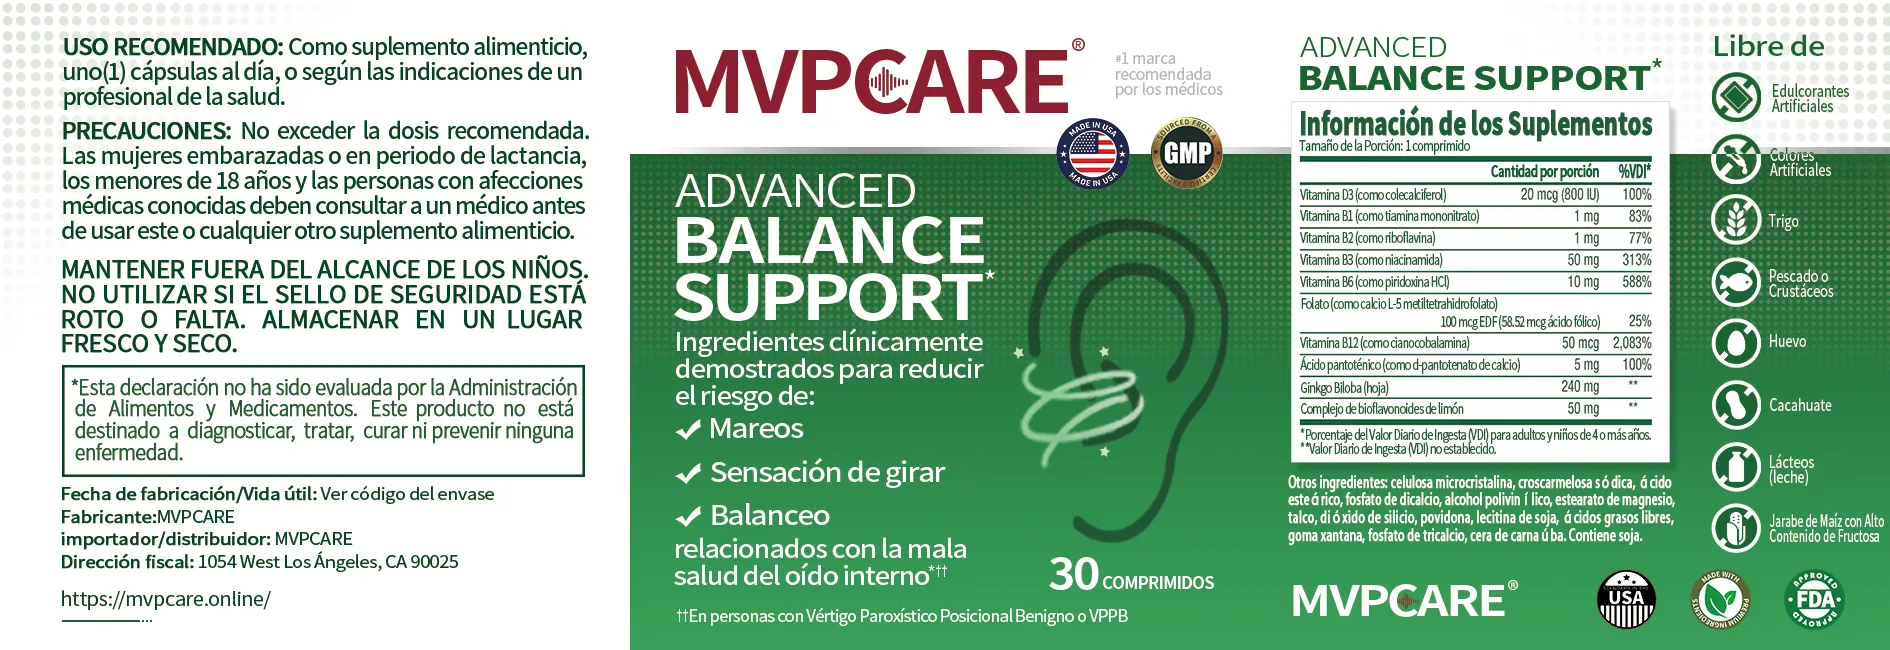 USO RECOMENDADO: Como suplemento alimenticio,
uno(1) cápsulas al día, o según las indicaciones de un
profesional de la salud.
PRECAUCIONES: No exceder la dosis recomendada.
Las mujeres embarazadas o en periodo de lactancia,
los menores de 18 años y las personas con afecciones
médicas conocidas deben consultar a un médico antes
de usar este o cualquier otro suplemento alimenticio.
MANTENER FUERA DEL ALCANCE DE LOS NIÑOS.
NO UTILIZAR SI EL SELLO DE SEGURIDAD ESTÁ
ROTO O FALTA. ALMACENAR EN UN LUGAR
FRESCO Y SECO.
*Esta declaración no ha sido evaluada por la Administración
de Alimentos y Medicamentos. Este producto no está
destinado a diagnosticar, tratar, curar ni prevenir ninguna
enfermedad.
Fecha de fabricación/Vida útil: Ver código del envase
Fabricante:MVPCARE
importador/distribuidor: MVPCARE
Dirección fiscal: 1054 West Los Ángeles, CA 90025
https://mvpcare.online/
MVPCARE®
#1 marca
recomendada
por los médicos
MADE IN USA
MADE IN USA
SOURCED FROM A
GMP
CERTIFIED FACILITY
ADVANCED
BALANCE
SUPPORT*
Ingredientes clínicamente
demostrados para reducir
el riesgo de:
Mareos
Sensación de girar
Balanceo
relacionados con la mala
salud del oído interno*††
30 COMPRIMIDOS
††En personas con Vértigo Paroxístico Posicional Benigno o VPPB
ADVANCED
BALANCE SUPPORT*
Información de los Suplementos
Tamaño de la Porción: 1 comprimido
Cantidad por porción %VDI*
Vitamina D3 (como colecalciferol) 20 mcg (800 IU) 100%
Vitamina B1 (como tiamina mononitrato) 1 mg 83%
Vitamina B2 (como riboflavina) 1 mg 77%
Vitamina B3 (como niacinamida) 50 mg 313%
Vitamina B6 (como piridoxina HCl) 10 mg 588%
Folato (como calcio L-5 metiltetrahidrofolato)
100 mcg EDF (58.52 mcg ácido fólico) 25%
Vitamina B12 (como cianocobalamina) 50 mcg 2,083%
Ácido pantoténico (como d-pantotenato de calcio) 5 mg 100%
Ginkgo Biloba (hoja) 240 mg **
Complejo de bioflavonoides de limón 50 mg **
*Porcentaje del Valor Diario de Ingesta (VDI) para adultos y niños de 4 o más años.
**Valor Diario de Ingesta (VDI) no establecido.
Otros ingredientes: celulosa microcristalina, croscarmelosa s ó dica, á cido
este á rico, fosfato de dicalcio, alcohol polivin í lico, estearato de magnesio,
talco, di ó xido de silicio, povidona, lecitina de soja, á cidos grasos libres,
goma xantana, fosfato de tricalcio, cera de carna ú ba. Contiene soja.
MVPCARE®
USA
MADE WITH
PREMIUM INGREDIENTS
APPROVED
FDA
APPROVED
Libre de
Edulcorantes
Artificiales
Colores
Artificiales
Trigo
Pescado o
Crustáceos
Huevo
Cacahuate
Lácteos
(leche)
Jarabe de Maíz con Alto
Contenido de Fructosa